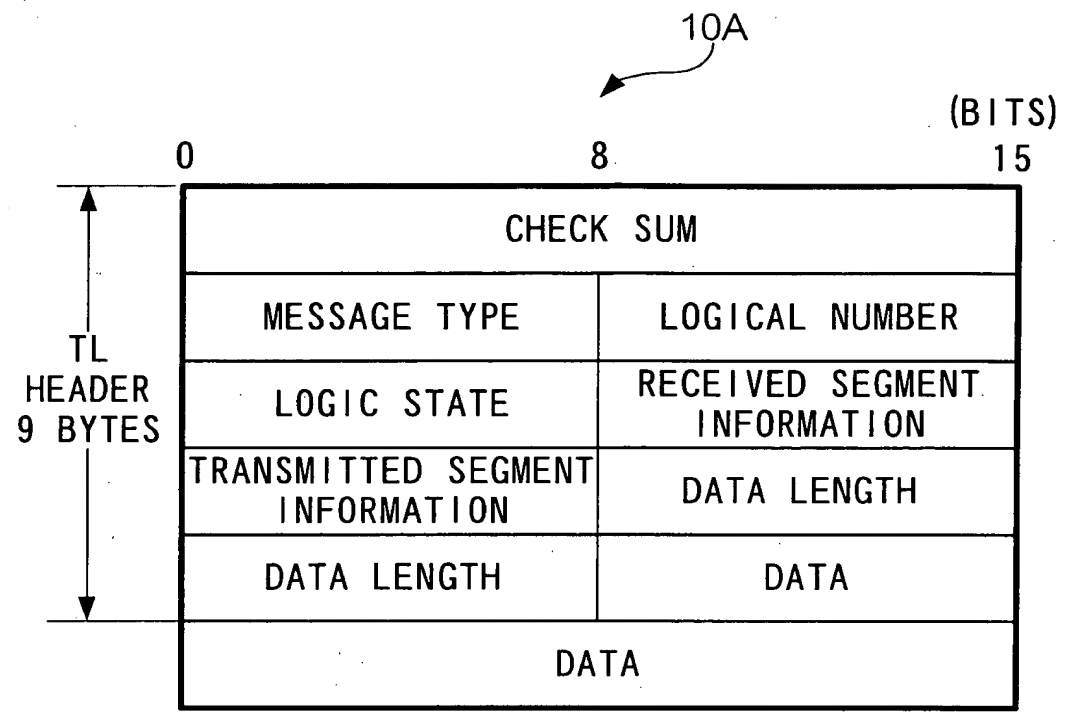 10A
(BITS)
0 8 15
CHECK SUM
MESSAGE TYPE LOGICAL NUMBER
TL
HEADER
9 BYTES
LOGIC STATE
RECEIVED SEGMENT
INFORMATION
TRANSMITTED SEGMENT
INFORMATION
DATA LENGTH
DATA LENGTH DATA
DATA